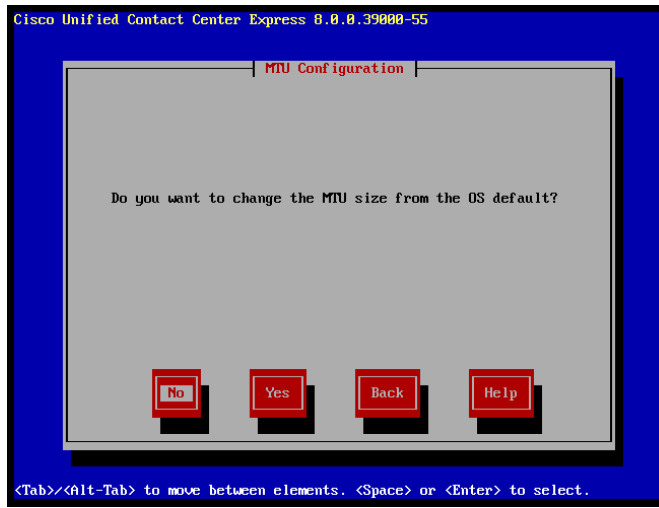 Cisco Unified Contact Center Express 8.0.0.39000-55
MTU Configuration
Do you want to change the MTU size from the OS default?
No Yes Back Help
<Tab>/<Alt-Tab> to move between elements. <Space> or <Enter> to select.